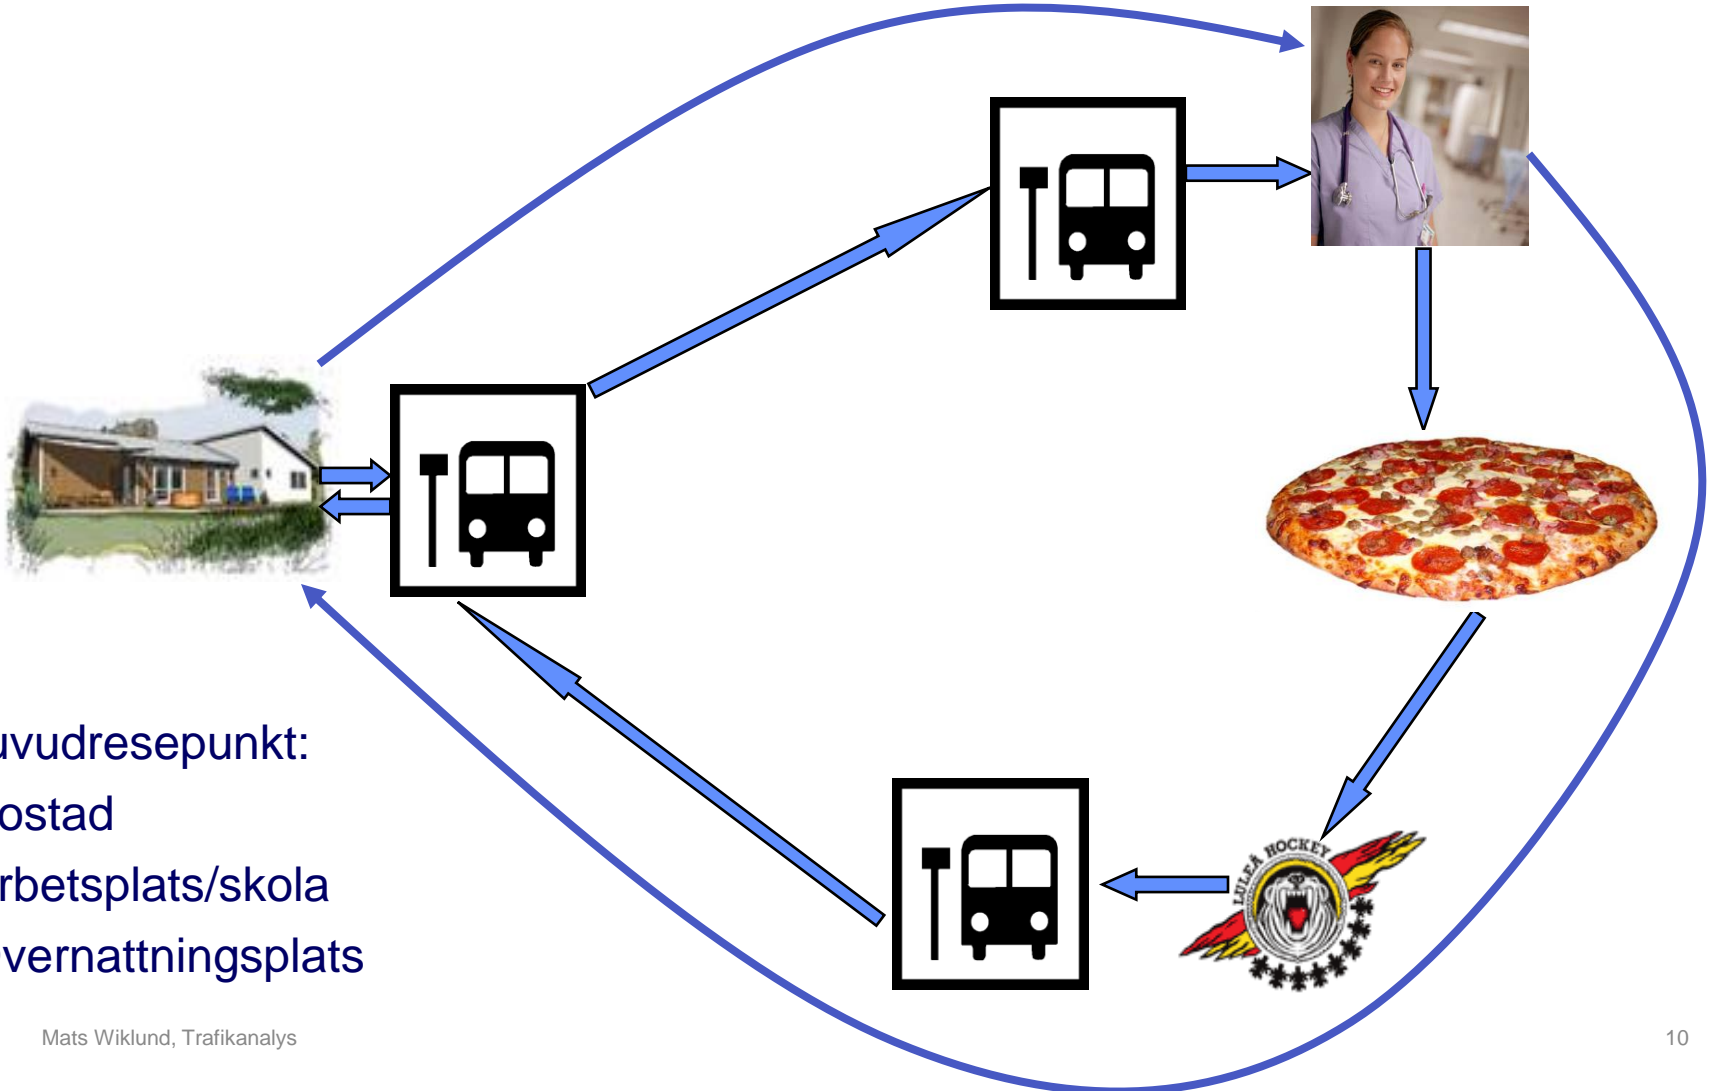 LULEÅ HOCKEY
uvudresepunkt:
ostad
rbetsplats/skola
vernattningsplats
Mats Wiklund, Trafikanalys
10